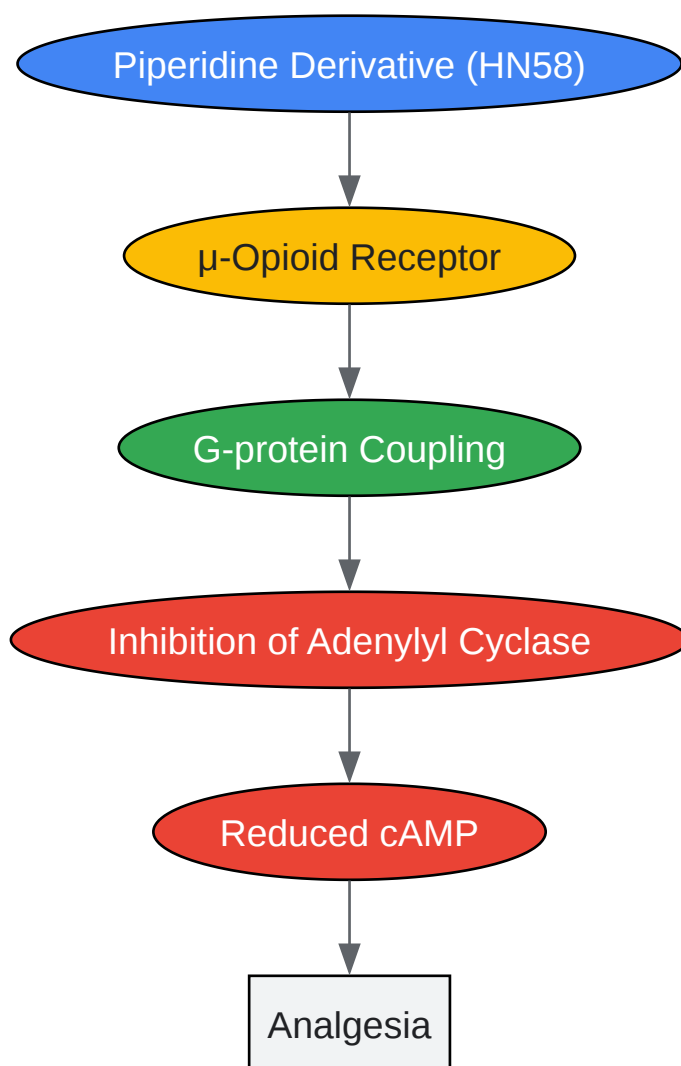 Piperidine Derivative (HN58)
μ-Opioid Receptor
G-protein Coupling
Inhibition of Adenylyl Cyclase
Reduced cAMP
Analgesia